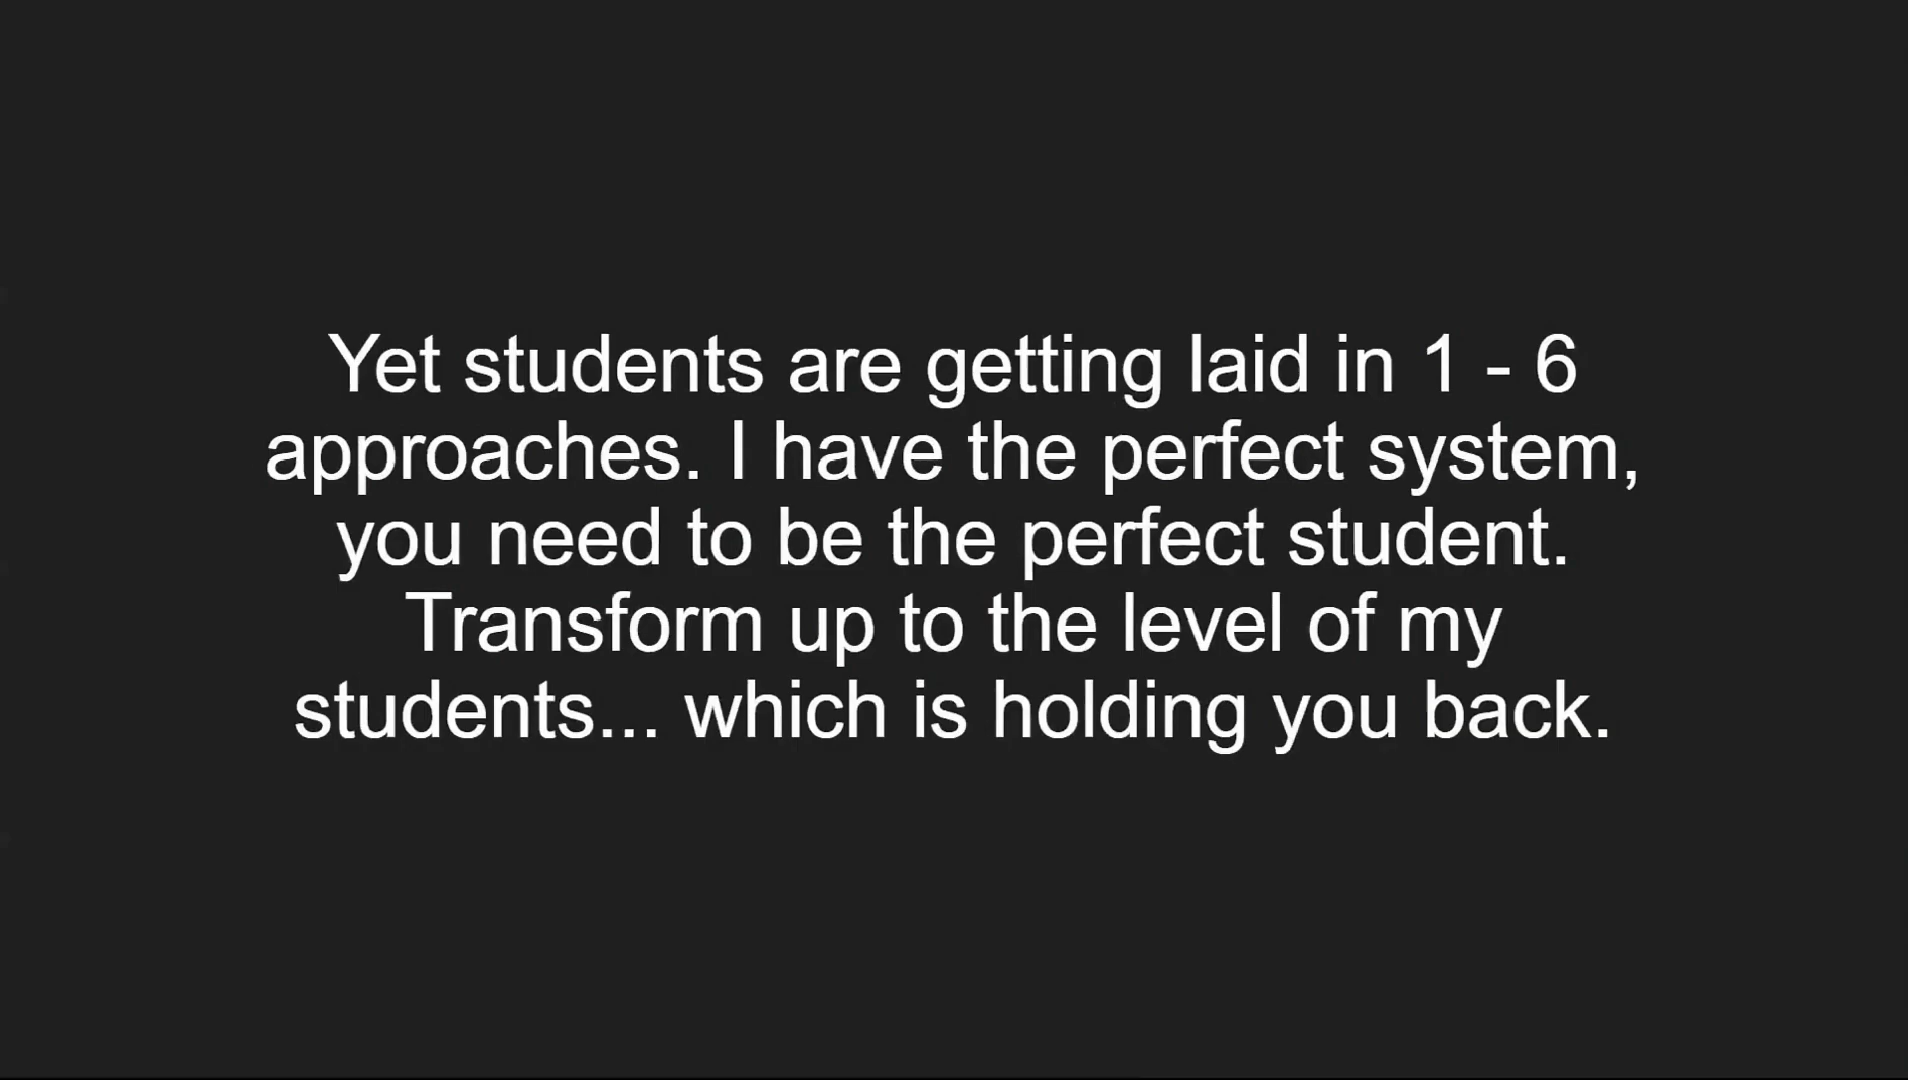 Yet students are getting laid in 1 - 6
approaches. I have the perfect system,
you need to be the perfect student.
Transform up to the level of my
students... which is holding you back.